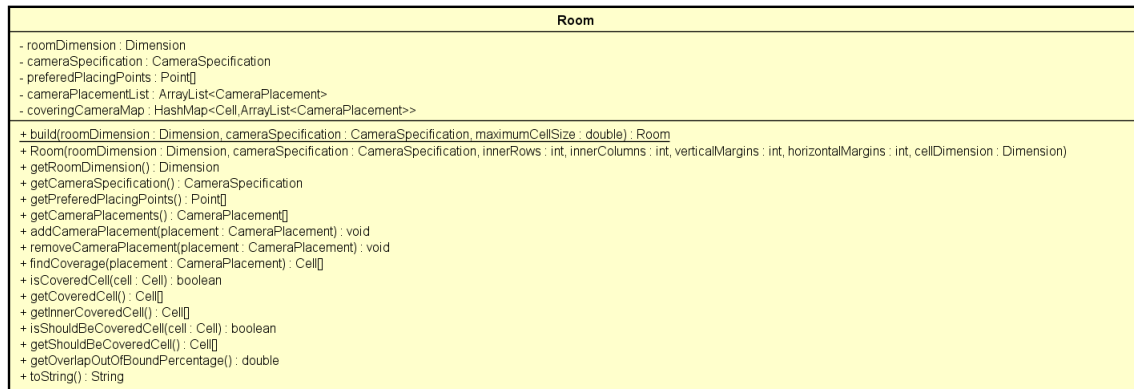 Room
- roomDimension : Dimension
- cameraSpecification : CameraSpecification
- preferedPlacingPoints : Point[]
- cameraPlacementList : ArrayList<CameraPlacement>
- coveringCameraMap : HashMap<Cell,ArrayList<CameraPlacement>>
+ build(roomDimension : Dimension, cameraSpecification : CameraSpecification, maximumCellSize : double) : Room
+ Room(roomDimension : Dimension, cameraSpecification : CameraSpecification, innerRows : int, innerColumns : int, verticalMargins : int, horizontalMargins : int, cellDimension : Dimension)
+ getRoomDimension() : Dimension
+ getCameraSpecification() : CameraSpecification
+ getPreferedPlacingPoints() : Point[]
+ getCameraPlacements() : CameraPlacement[]
+ addCameraPlacement(placement : CameraPlacement) : void
+ removeCameraPlacement(placement : CameraPlacement) : void
+ findCoverage(placement : CameraPlacement) : Cell[]
+ isCoveredCell(cell : Cell) : boolean
+ getCoveredCell() : Cell[]
+ getInnerCoveredCell() : Cell[]
+ isShouldBeCoveredCell(cell : Cell) : boolean
+ getShouldBeCoveredCell() : Cell[]
+ getOverlapOutOfBoundPercentage() : double
+ toString() : String